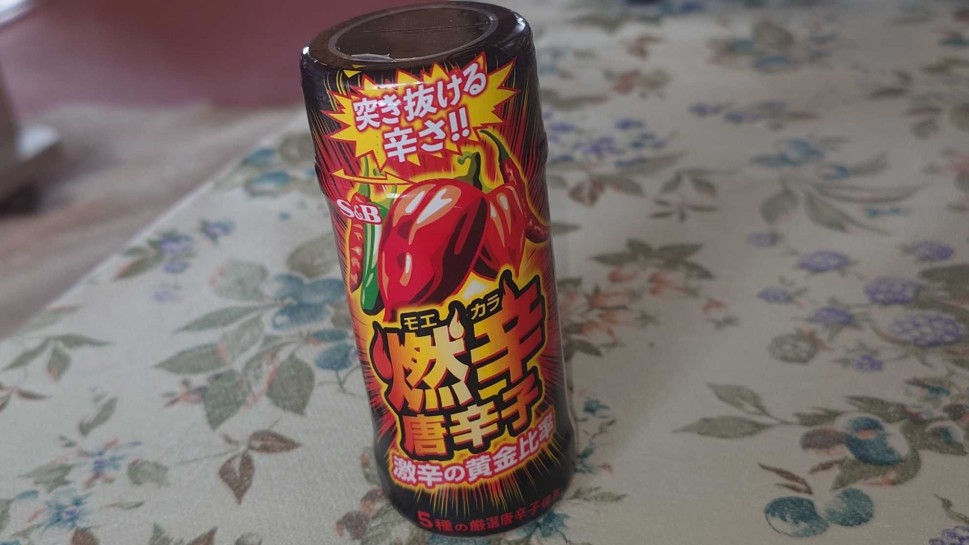 突き抜ける
辛さ!!
S&B
モエ カラ
燃辛
唐辛子
激辛の黄金比率
5種の厳選唐辛子